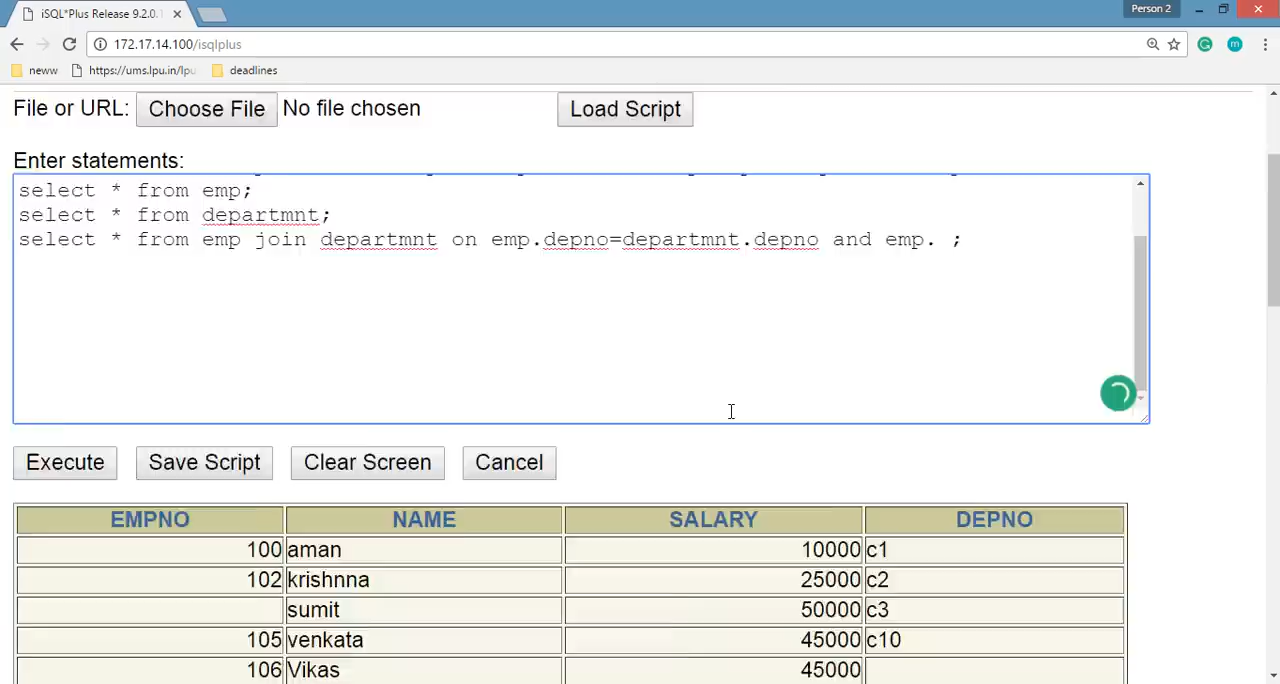 iSQL*Plus Release 9.2.0.
Person 2
172.17.14.100/isqlplus
neww https://ums.lpu.in/lpu deadlines
File or URL: Choose File No file chosen Load Script
Enter statements:
select * from emp;
select * from departmnt;
select * from emp join departmnt on emp.depno=departmnt.depno and emp. ;
Execute Save Script Clear Screen Cancel
EMPNO NAME SALARY DEPNO
100 aman 10000 c1
102 krishnna 25000 c2
sumit 50000 c3
105 venkata 45000 c10
106 Vikas 45000